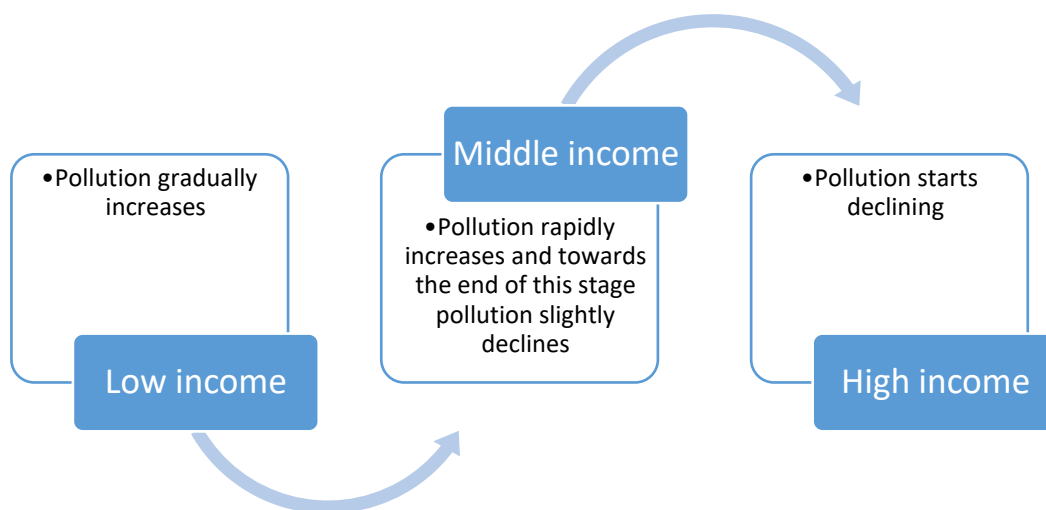 •Pollution gradually
increases
Low income
Middle income
•Pollution rapidly
increases and towards
the end of this stage
pollution slightly
declines
•Pollution starts
declining
High income